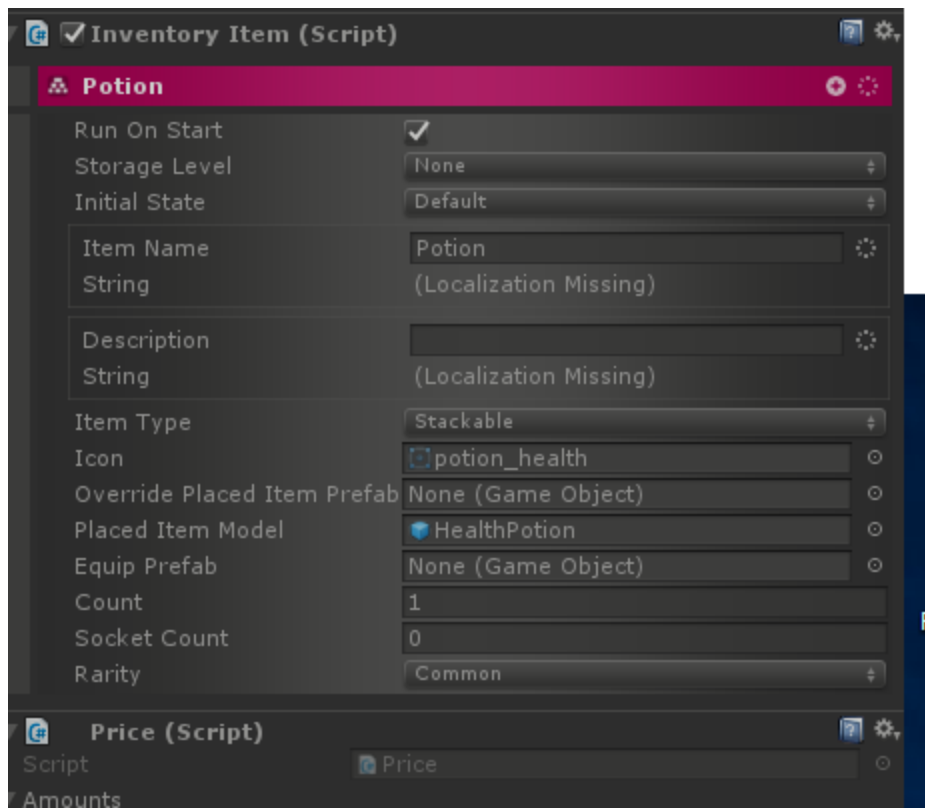 Inventory Item (Script)
Potion
Run On Start
Storage Level None
Initial State Default
Item Name Potion
String (Localization Missing)
Description
String (Localization Missing)
Item Type Stackable
Icon potion_health
Override Placed Item Prefab None (Game Object)
Placed Item Model HealthPotion
Equip Prefab None (Game Object)
Count 1
Socket Count 0
Rarity Common
Price (Script)
Script Price
Amounts